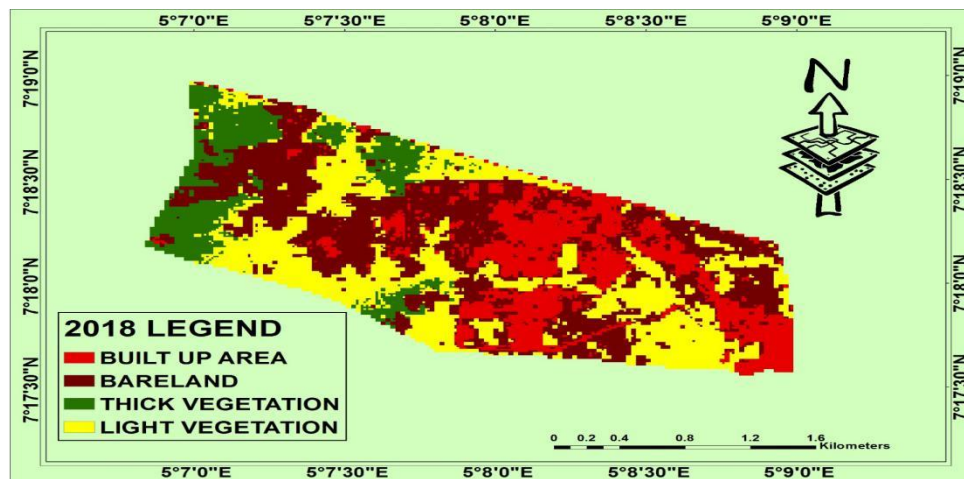 5°7'0"E 5°7'30"E 5°8'0"E 5°8'30"E 5°9'0"E
7°19'0"N 7°19'0"N
N
7°18'30"N 7°18'30"N
7°18'0"N 7°18'0"N
2018 LEGEND
BUILT UP AREA
BARELAND
THICK VEGETATION
LIGHT VEGETATION
7°17'30"N 7°17'30"N
0 0.2 0.4 0.8 1.2 1.6
Kilometers
5°7'0"E 5°7'30"E 5°8'0"E 5°8'30"E 5°9'0"E